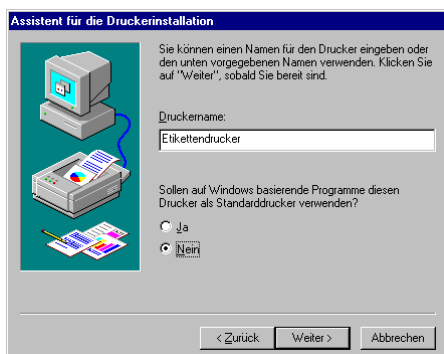 Assistent für die Druckerinstallation
Sie können einen Namen für den Drucker eingeben oder
den unten vorgegebenen Namen verwenden. Klicken Sie
auf "Weiter", sobald Sie bereit sind.
Druckername:
Etikettendrucker
Sollen auf Windows basierende Programme diesen
Drucker als Standarddrucker verwenden?
Ja
Nein
< Zurück
Weiter >
Abbrechen